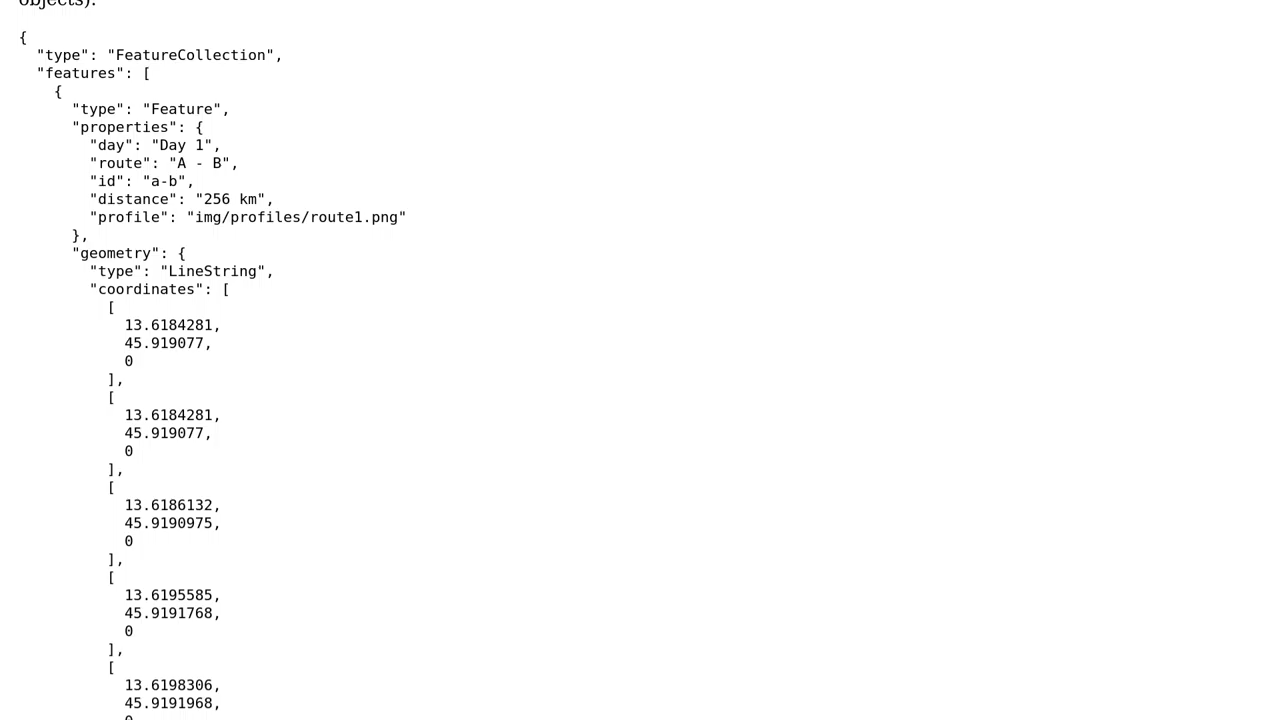 objects):
{
  "type": "FeatureCollection",
  "features": [
    {
      "type": "Feature",
      "properties": {
        "day": "Day 1",
        "route": "A - B",
        "id": "a-b",
        "distance": "256 km",
        "profile": "img/profiles/route1.png"
      },
      "geometry": {
        "type": "LineString",
        "coordinates": [
          [
            13.6184281,
            45.919077,
            0
          ],
          [
            13.6184281,
            45.919077,
            0
          ],
          [
            13.6186132,
            45.9190975,
            0
          ],
          [
            13.6195585,
            45.9191768,
            0
          ],
          [
            13.6198306,
            45.9191968,
            0